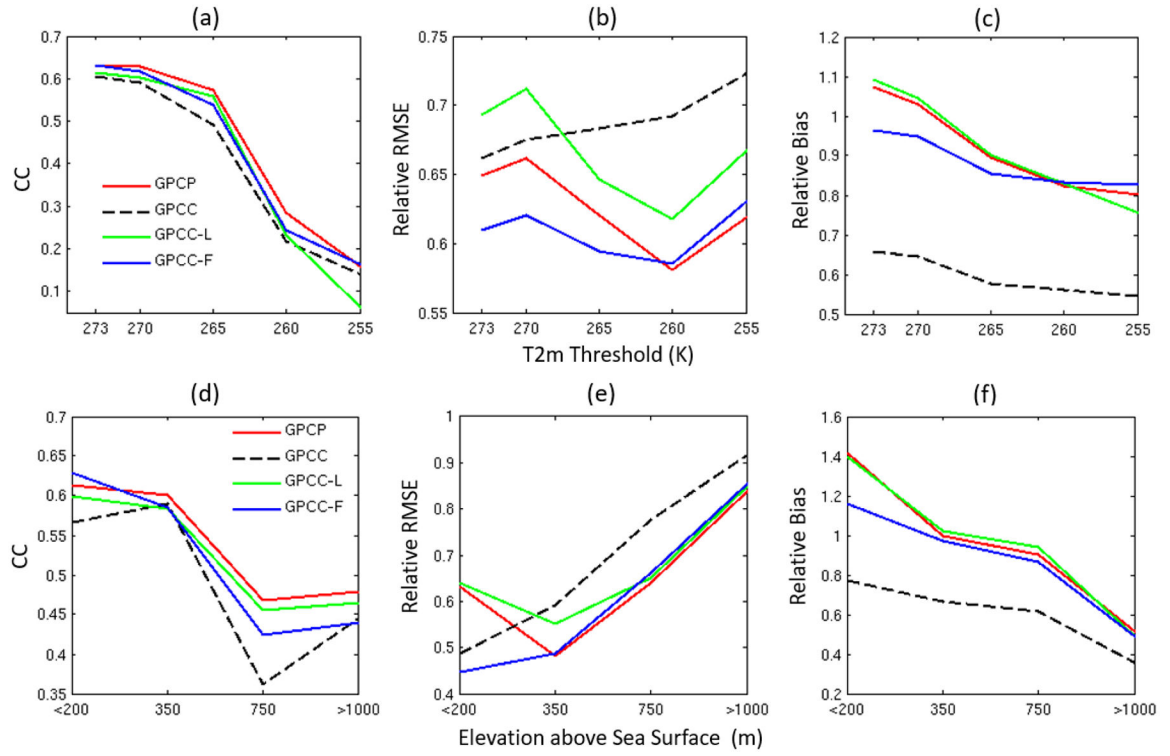 (a) (b) (c)
0.7 0.75 1.2
0.6 1.1
0.5 0.7 1
0.4 0.9
0.3 0.65 0.8
0.2 0.6 0.7
0.1 0.6
0.55 0.5
CC
Relative RMSE
Relative Bias
GPCP
GPCC
GPCC-L
GPCC-F
273 270 265 260 255 273 270 265 260 255 273 270 265 260 255
T2m Threshold (K)
(d) (e) (f)
0.7 1 1.6
0.65 0.9 1.4
0.6 0.8 1.2
0.55 0.7 1
0.5 0.6 0.8
0.45 0.5 0.6
0.4 0.4
0.35 0.4 0.2
CC
Relative RMSE
Relative Bias
GPCP
GPCC
GPCC-L
GPCC-F
<200 350 750 >1000 <200 350 750 >1000 <200 350 750 >1000
Elevation above Sea Surface (m)